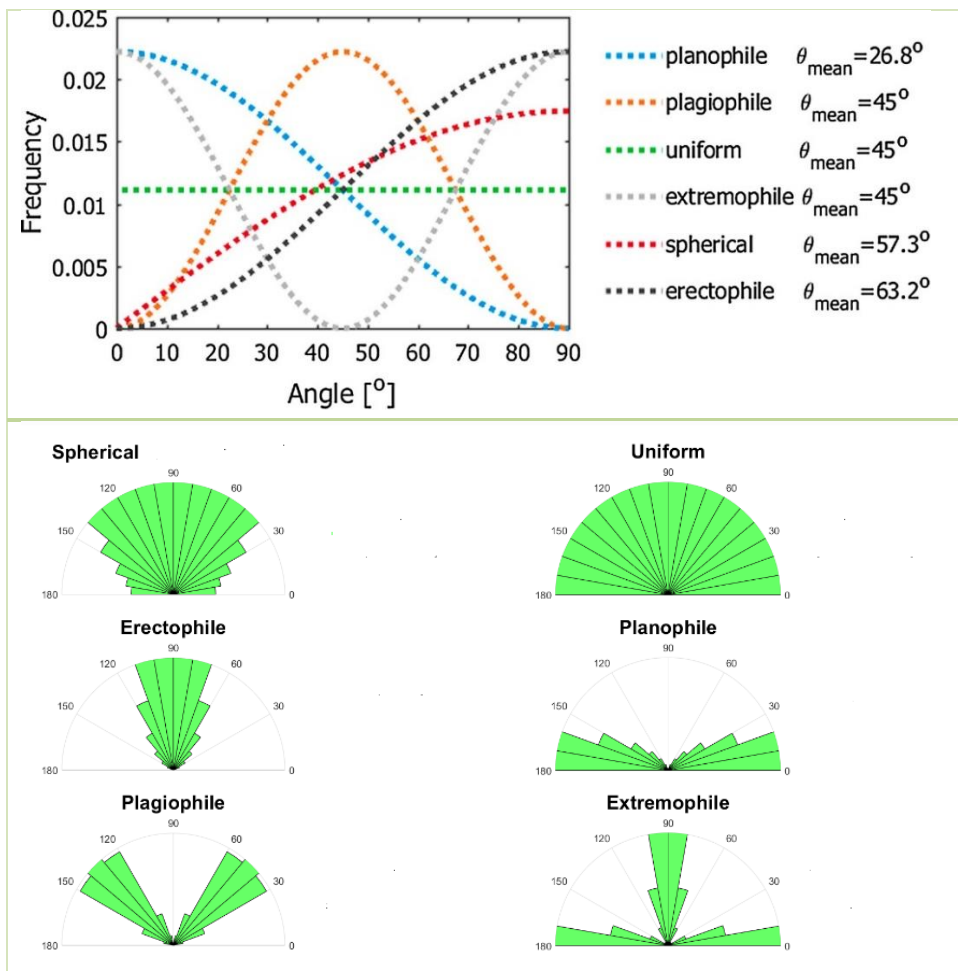 0.025
0.02
0.015
0.01
0.005
0
Frequency
0 10 20 30 40 50 60 70 80 90
Angle [°]
planophile θmean=26.8°
plagiophile θmean=45°
uniform θmean=45°
extremophile θmean=45°
spherical θmean=57.3°
erectophile θmean=63.2°
Spherical
90
120 60
150 30
180 0
Uniform
90
120 60
150 30
180 0
Erectophile
90
120 60
150 30
180 0
Planophile
90
120 60
150 30
180 0
Plagiophile
90
120 60
150 30
180 0
Extremophile
90
120 60
150 30
180 0